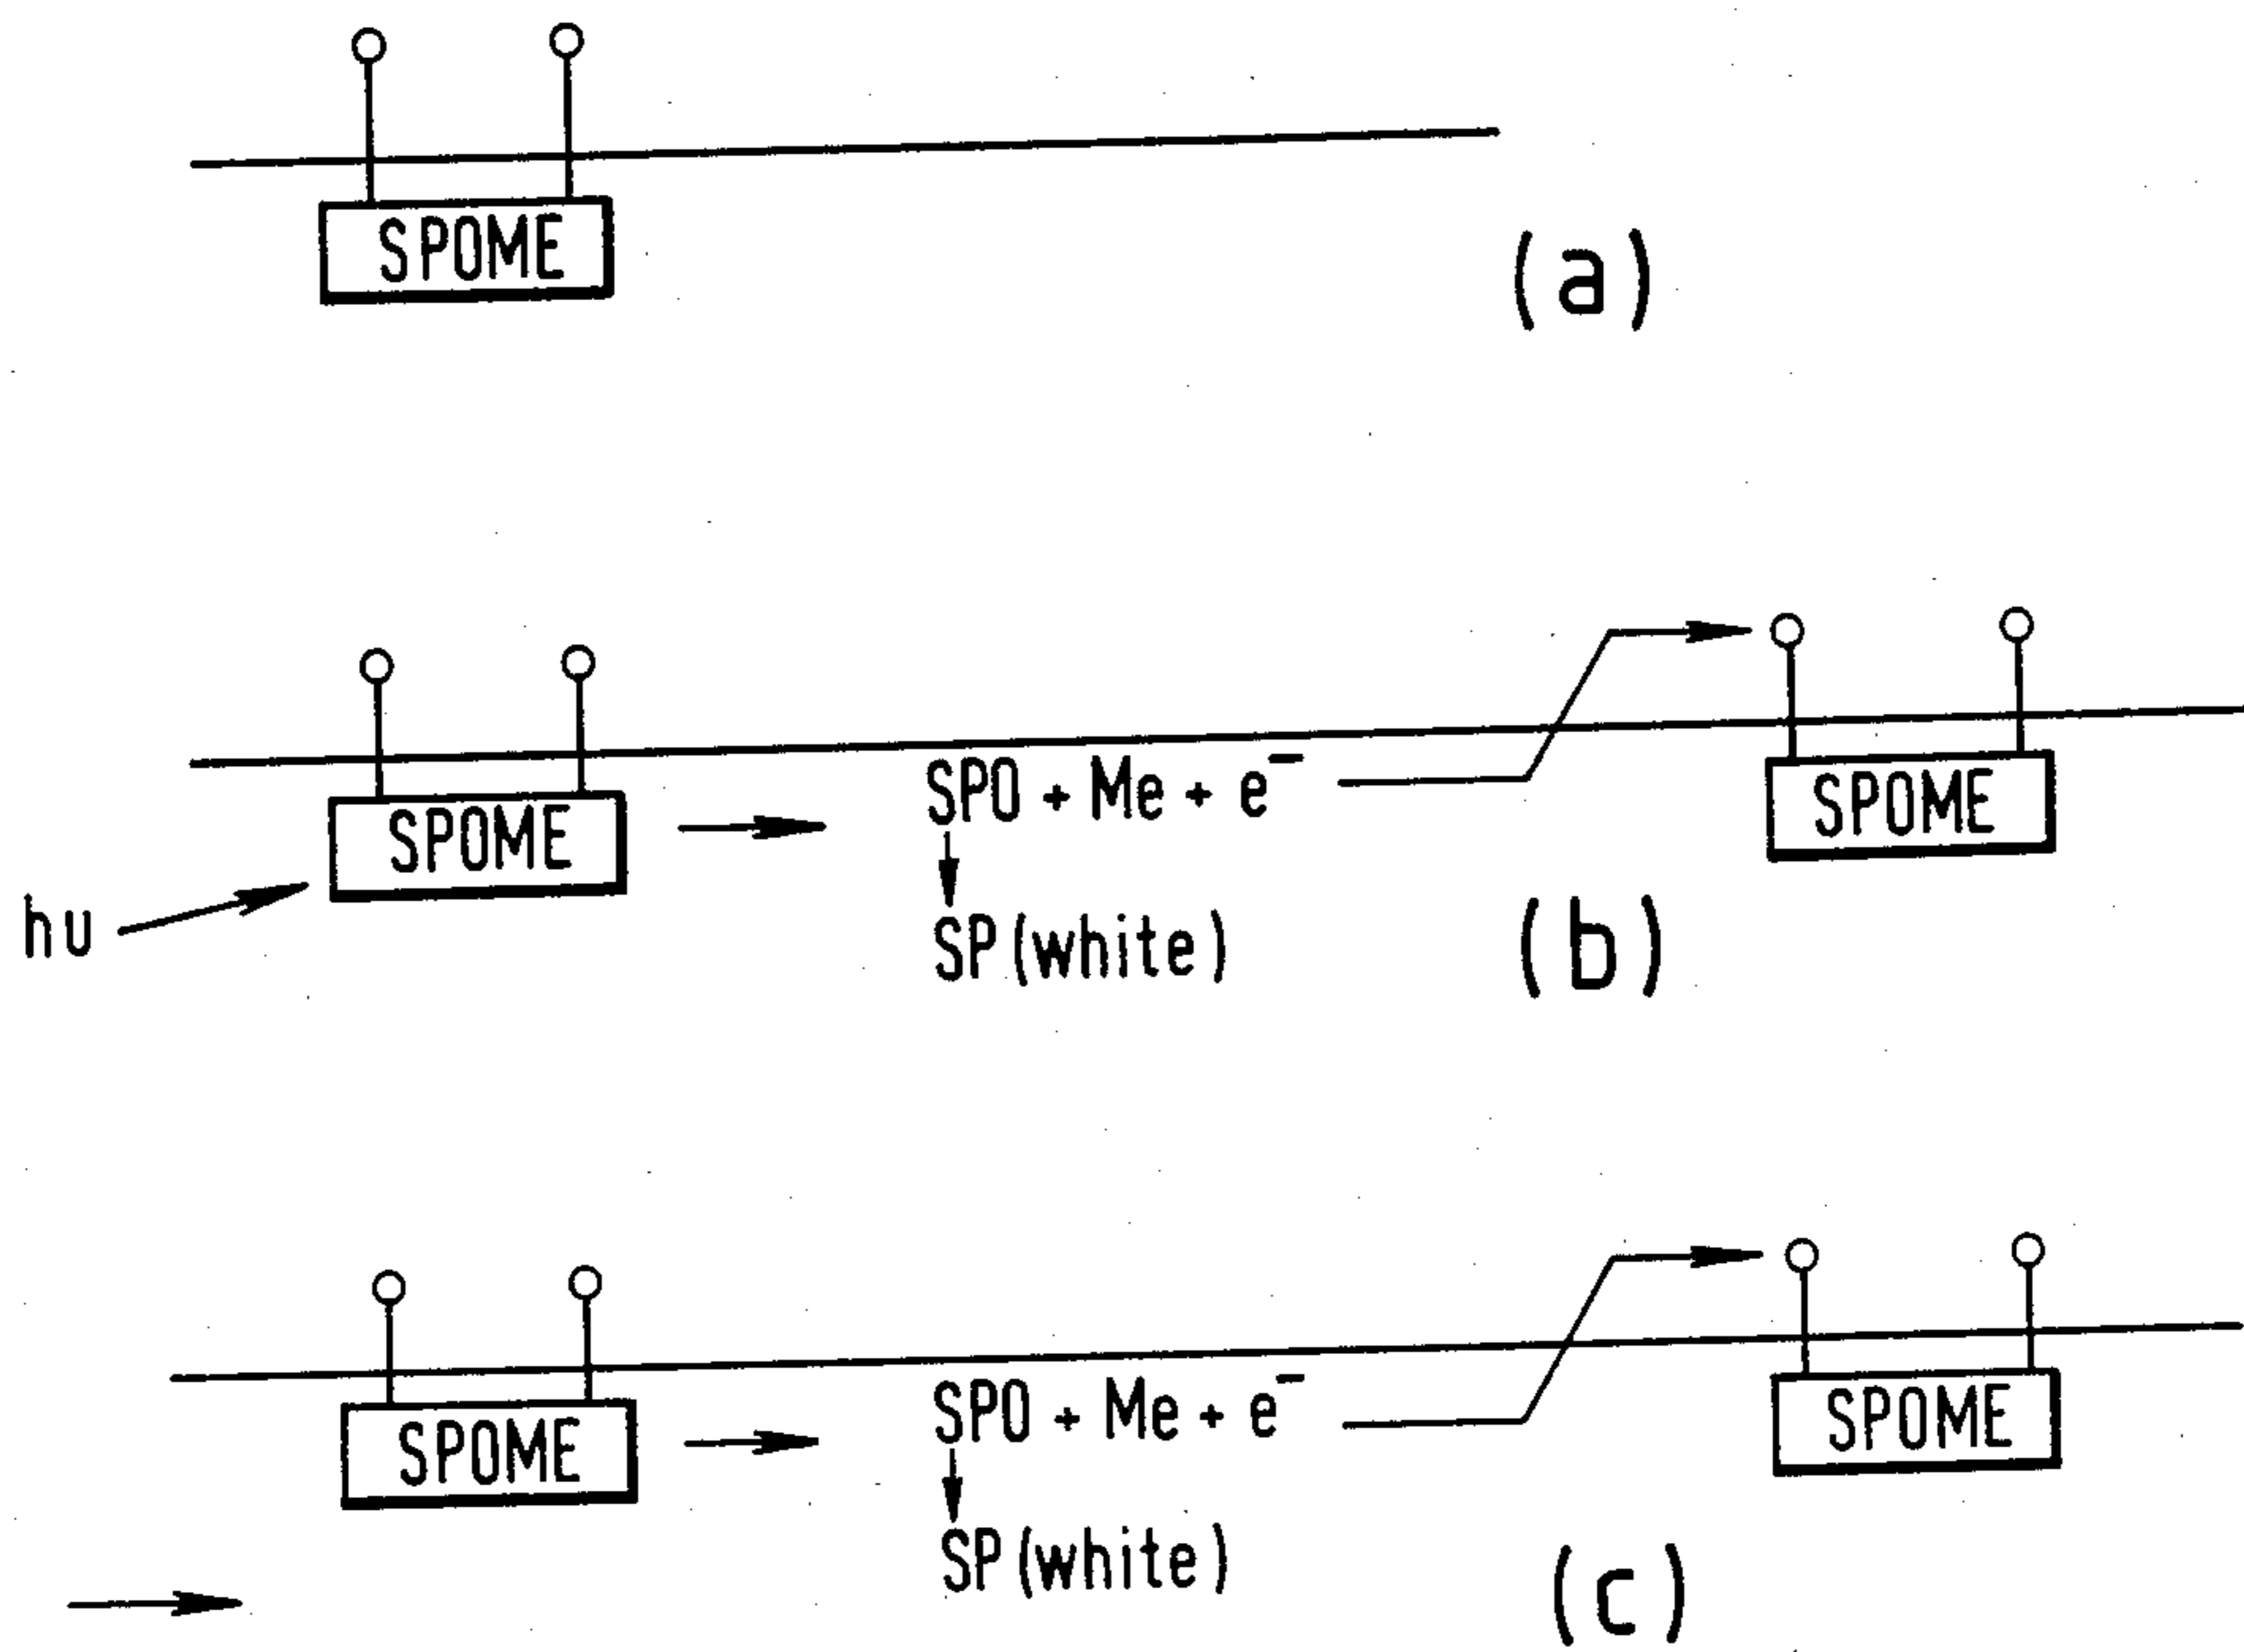 SPOME
(a)
SPOME → SPO + Me + e⁻ SPOME
hυ
SP(white)
(b)
SPOME → SPO + Me + e⁻ SPOME
SP(white)
(c)